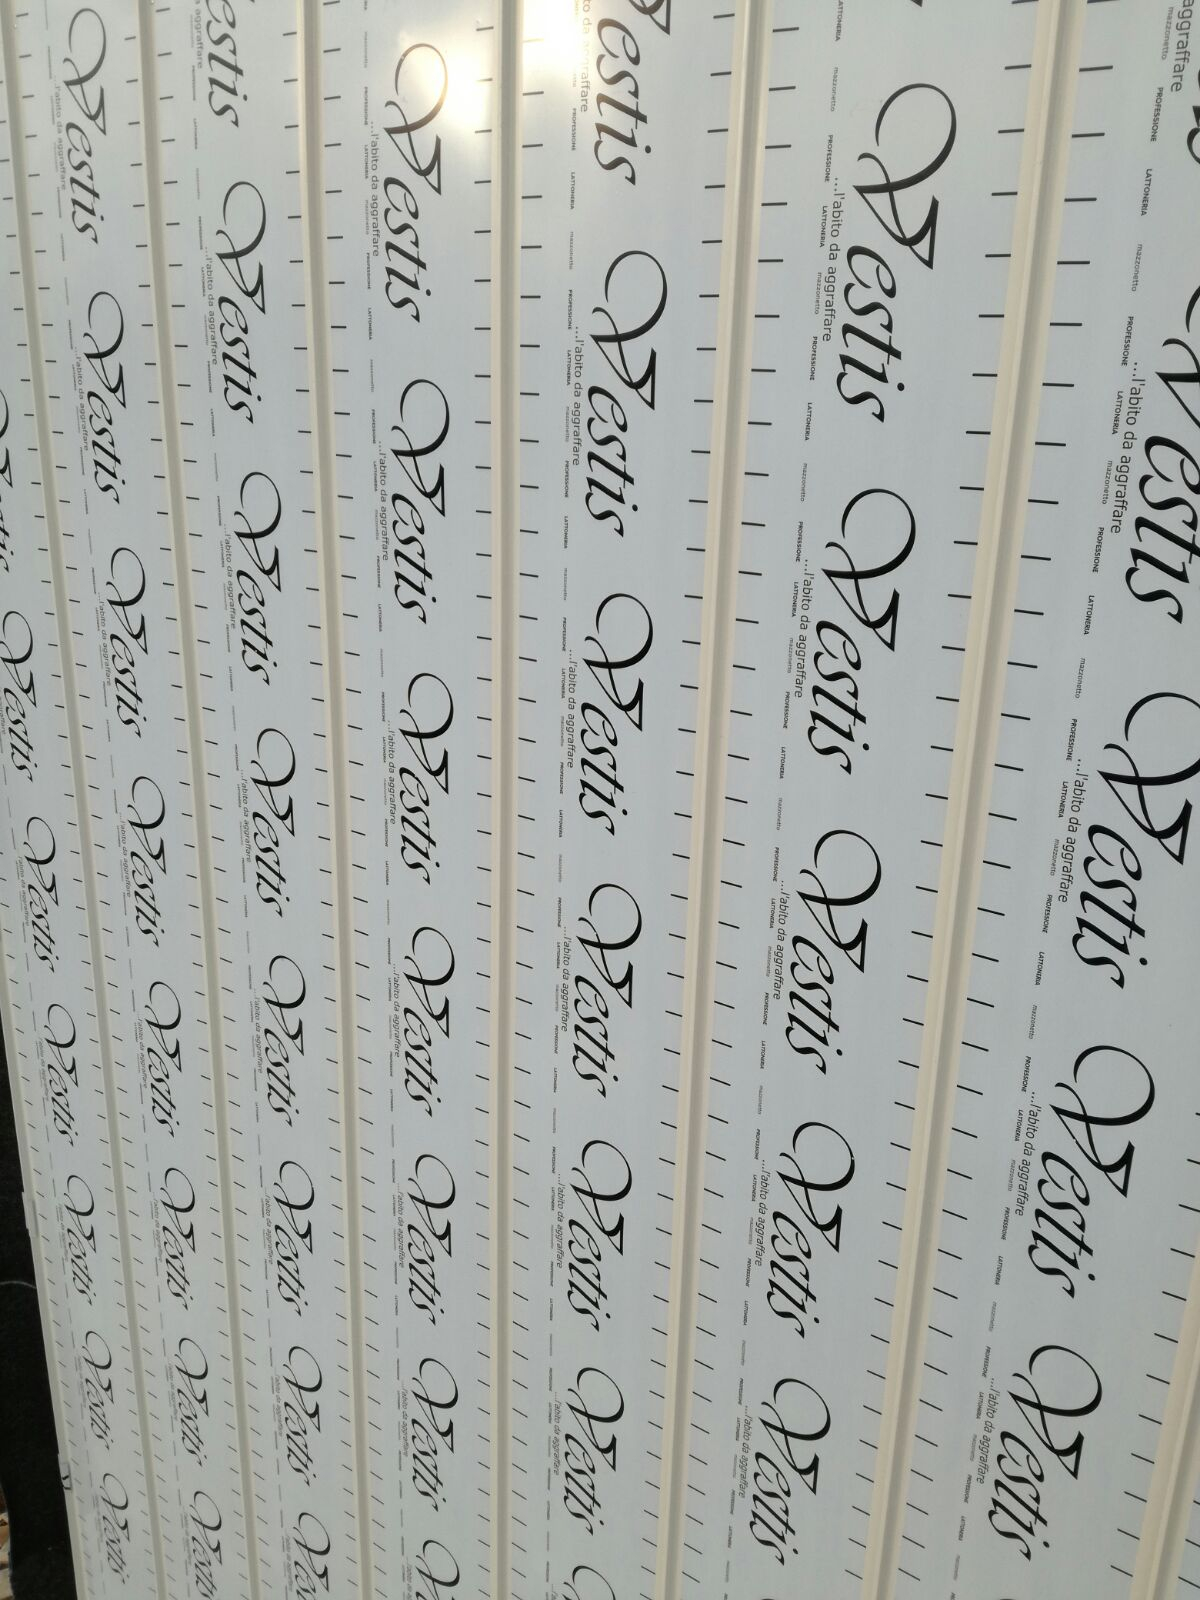 Vestis
...l'abito da aggraffare
mazzonetto
PROFESSIONE
LATTONERIA